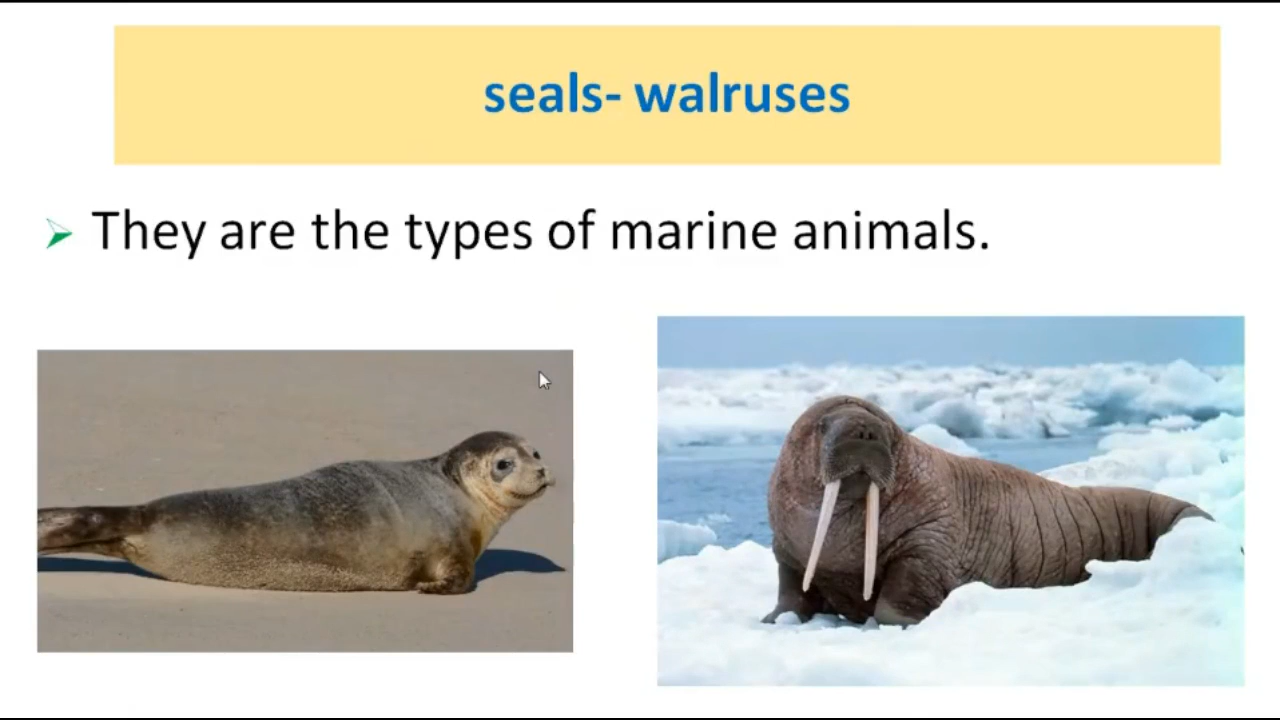 seals- walruses
They are the types of marine animals.